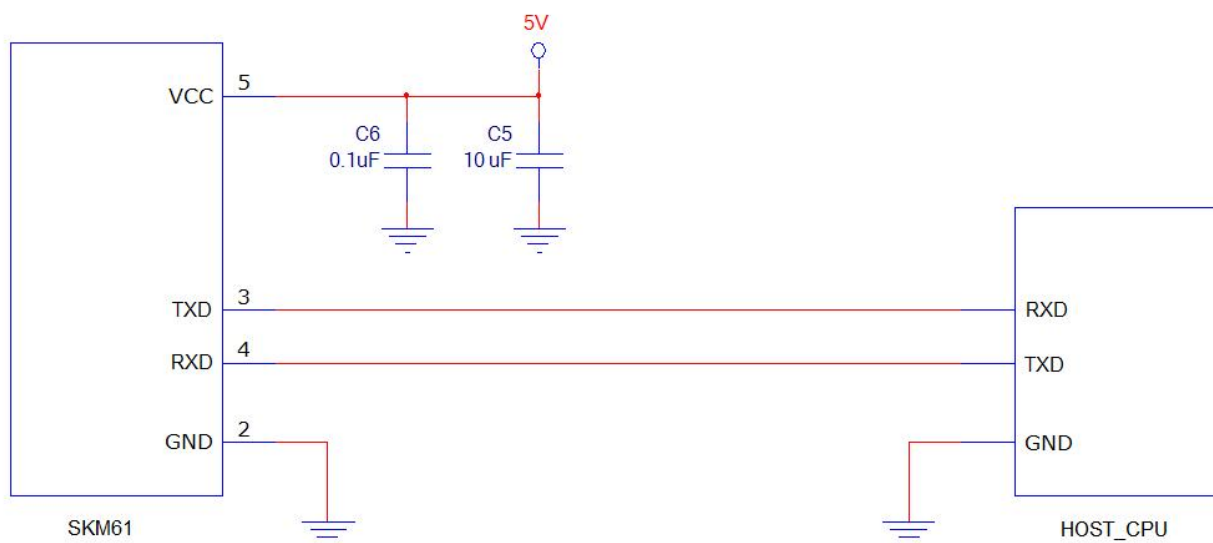 5V
VCC 5
C6
0.1uF
C5
10 uF
TXD 3
RXD
RXD 4
TXD
GND 2
GND
SKM61
HOST_CPU